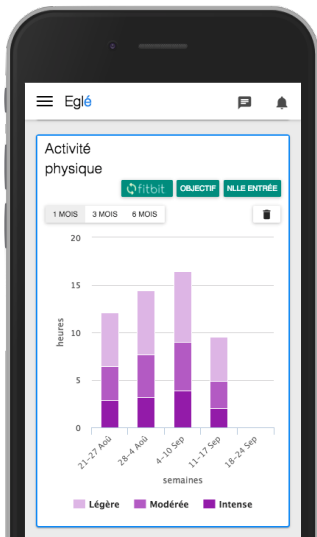 Eglé
Activité
physique
fitbit
OBJECTIF
NLLE ENTRÉE
1 MOIS
3 MOIS
6 MOIS
20
15
10
5
0
heures
21-27 Aoû
28-4 Aoû
4-10 Sep
11-17 Sep
18-24 Sep
semaines
Légère
Modérée
Intense